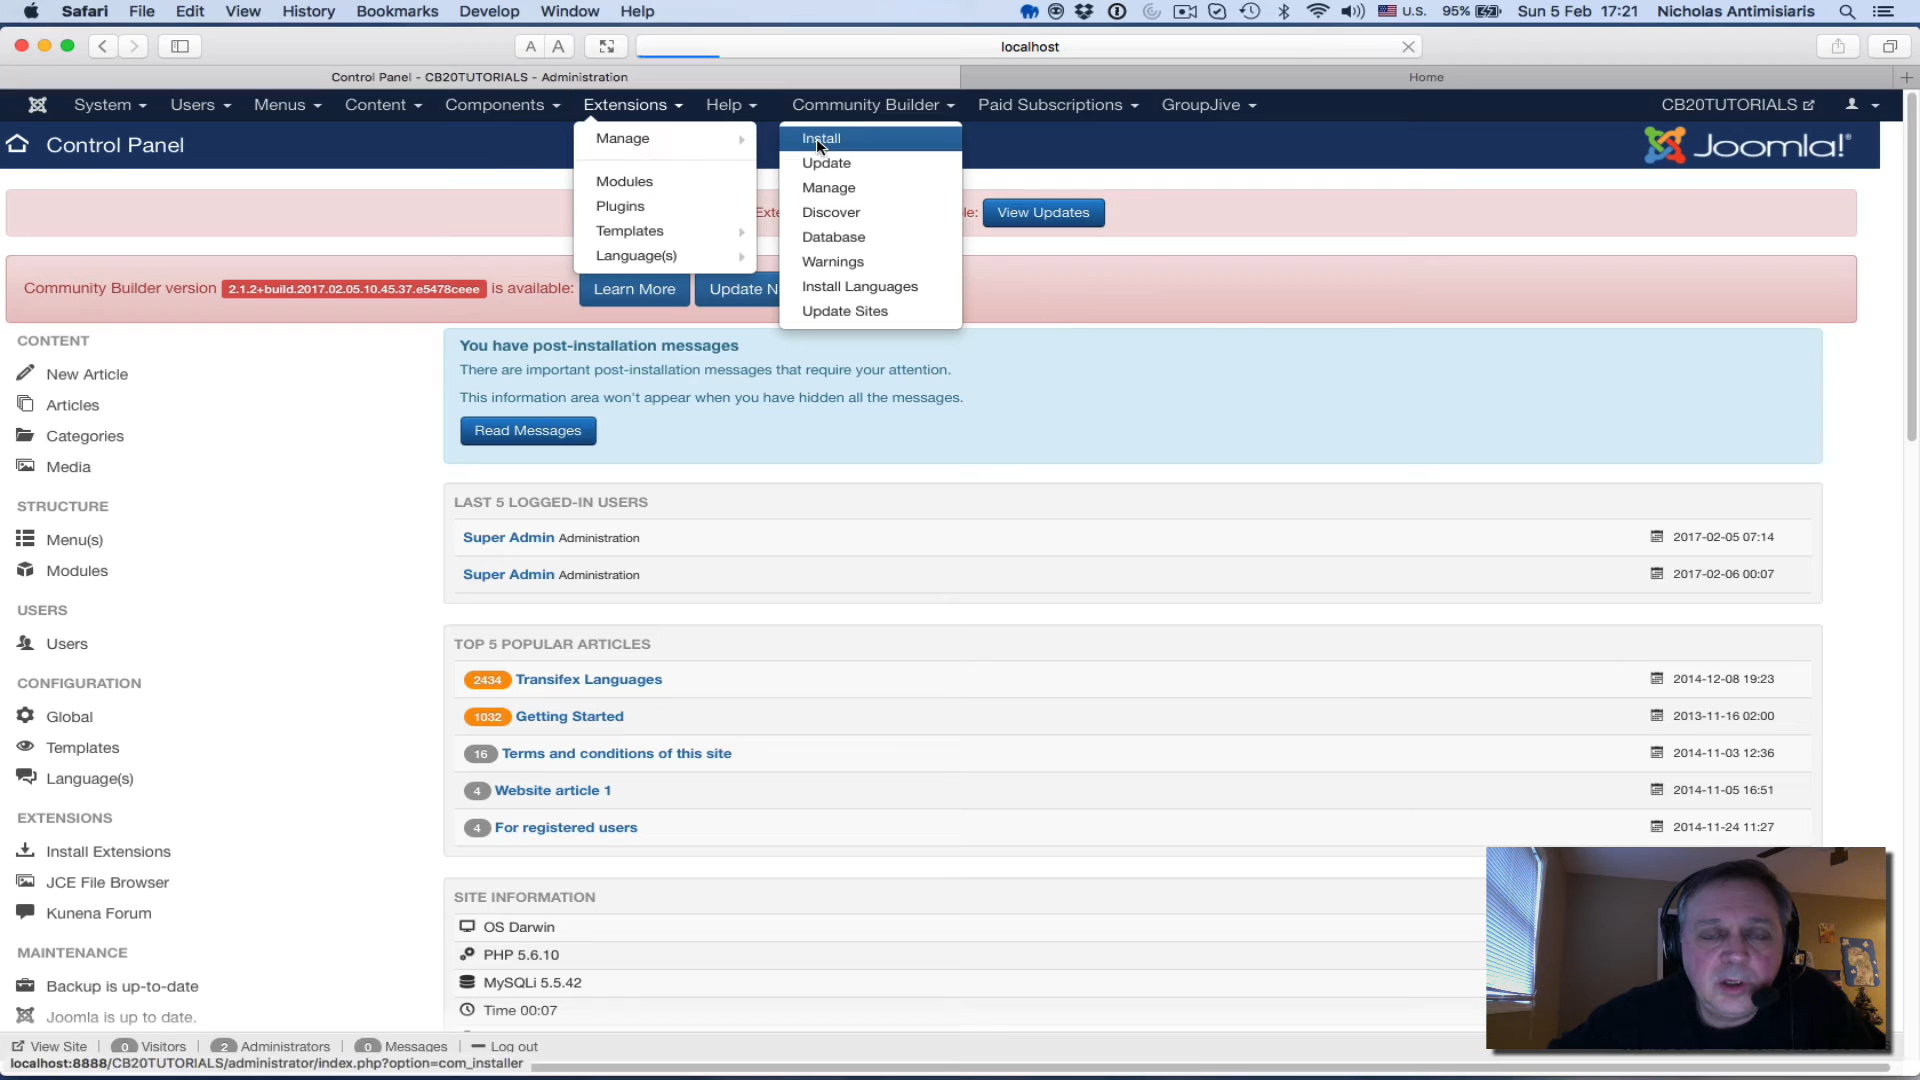 Safari File Edit View History Bookmarks Develop Window Help U.S. 95% Sun 5 Feb 17:21 Nicholas Antimisiaris
A A localhost
Control Panel - CB20TUTORIALS - Administration Home
System Users Menus Content Components Extensions Help Community Builder Paid Subscriptions GroupJive CB20TUTORIALS
Control Panel
Joomla!®
Manage
Modules
Plugins
Templates
Language(s)
Install
Update
Manage
Discover
Database
Warnings
Install Languages
Update Sites
Exte le: View Updates
Community Builder version 2.1.2+build.2017.02.05.10.45.37.e5478ceee is available: Learn More Update N
CONTENT
New Article
Articles
Categories
Media
STRUCTURE
Menu(s)
Modules
USERS
Users
CONFIGURATION
Global
Templates
Language(s)
EXTENSIONS
Install Extensions
JCE File Browser
Kunena Forum
MAINTENANCE
Backup is up-to-date
Joomla is up to date.
You have post-installation messages
There are important post-installation messages that require your attention.
This information area won't appear when you have hidden all the messages.
Read Messages
LAST 5 LOGGED-IN USERS
Super Admin Administration 2017-02-05 07:14
Super Admin Administration 2017-02-06 00:07
TOP 5 POPULAR ARTICLES
2434 Transifex Languages 2014-12-08 19:23
1032 Getting Started 2013-11-16 02:00
16 Terms and conditions of this site 2014-11-03 12:36
4 Website article 1 2014-11-05 16:51
4 For registered users 2014-11-24 11:27
SITE INFORMATION
OS Darwin
PHP 5.6.10
MySQLi 5.5.42
Time 00:07
View Site 0 Visitors 2 Administrators 0 Messages Log out
localhost:8888/CB20TUTORIALS/administrator/index.php?option=com_installer